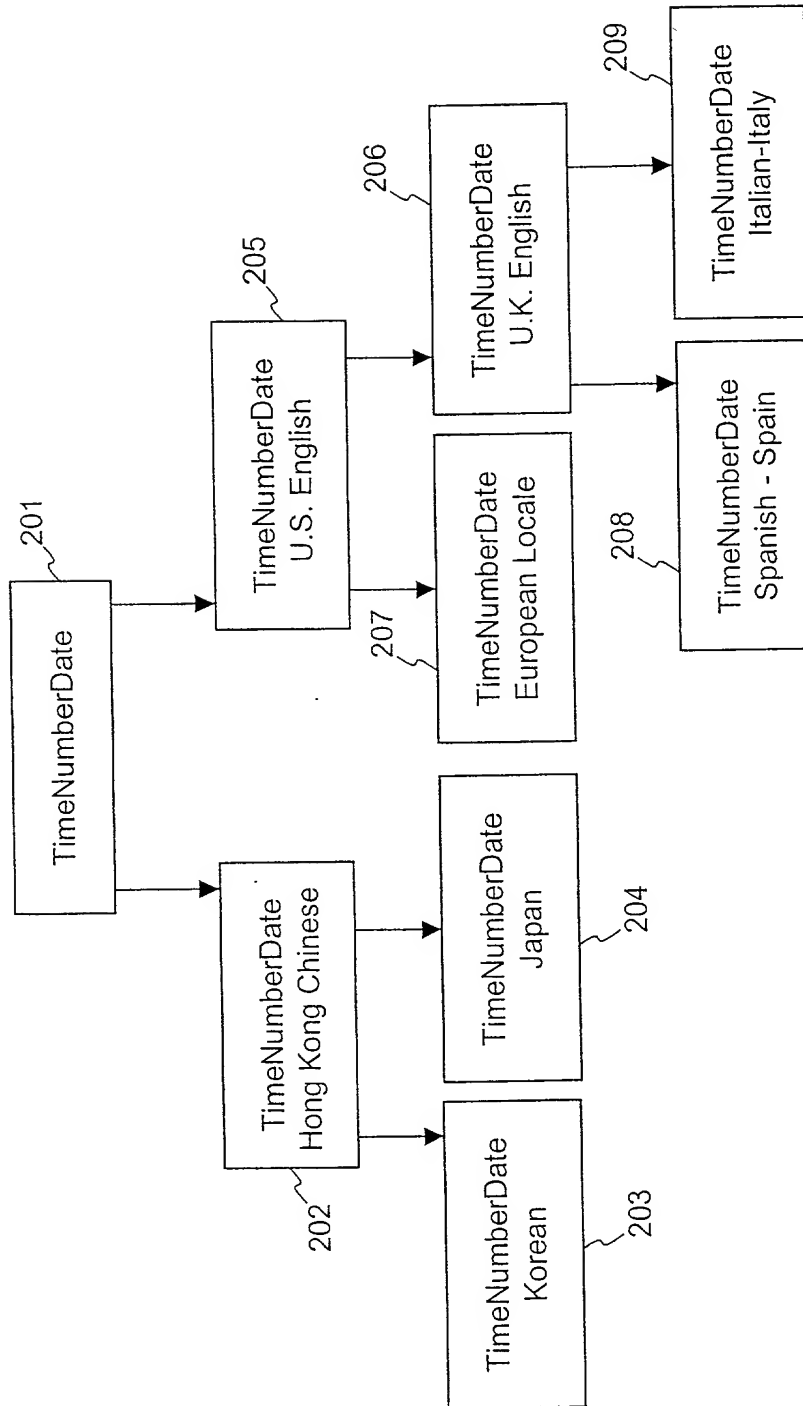 201
TimeNumberDate
TimeNumberDate
Hong Kong Chinese
202
TimeNumberDate
U.S. English
205
TimeNumberDate
Korean
203
TimeNumberDate
Japan
204
207
TimeNumberDate
European Locale
206
TimeNumberDate
U.K. English
208
TimeNumberDate
Spanish - Spain
209
TimeNumberDate
Italian-Italy